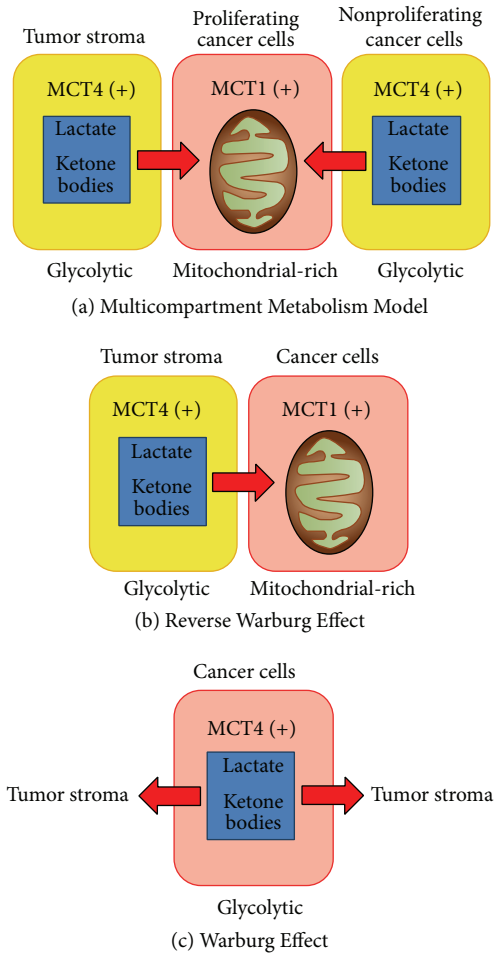 Tumor stroma
Proliferating
cancer cells
Nonproliferating
cancer cells
MCT4 (+)
Lactate
Ketone
bodies
MCT1 (+)
MCT4 (+)
Lactate
Ketone
bodies
Glycolytic
Mitochondrial-rich
Glycolytic
(a) Multicompartment Metabolism Model
Tumor stroma
Cancer cells
MCT4 (+)
Lactate
Ketone
bodies
MCT1 (+)
Glycolytic
Mitochondrial-rich
(b) Reverse Warburg Effect
Cancer cells
MCT4 (+)
Lactate
Ketone
bodies
Tumor stroma
Tumor stroma
Glycolytic
(c) Warburg Effect